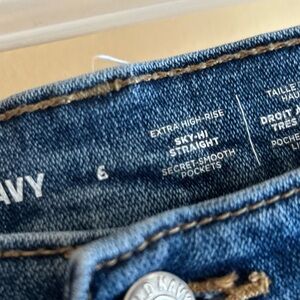 AVY
6
EXTRA HIGH-RISE
SKY-HI
STRAIGHT
SECRET-SMOOTH
POCKETS
TAILLE
DROIT
TRÈS
POCHE